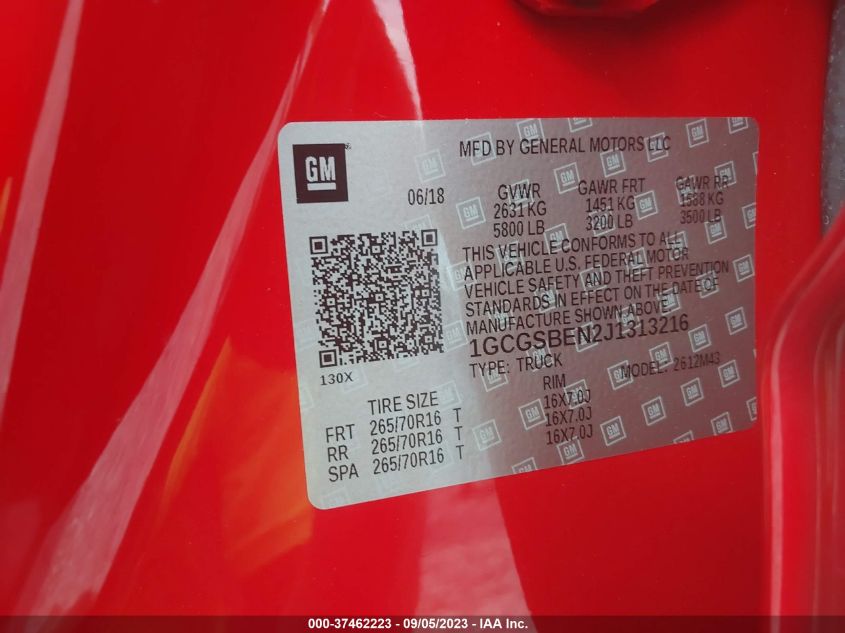 GM
MFD BY GENERAL MOTORS LLC
06/18
GVWR GAWR FRT GAWR RR
2631 KG 1451 KG 1588 KG
5800 LB 3200 LB 3500 LB
THIS VEHICLE CONFORMS TO ALL
APPLICABLE U.S. FEDERAL MOTOR
VEHICLE SAFETY AND THEFT PREVENTION
STANDARDS IN EFFECT ON THE DATE OF
MANUFACTURE SHOWN ABOVE.
1GCGSBEN2J1313216
TYPE: TRUCK MODEL: 2612M43
130X
TIRE SIZE RIM
FRT 265/70R16 T 16X7.0J
RR 265/70R16 T 16X7.0J
SPA 265/70R16 T 16X7.0J
000-37462223 - 09/05/2023 - IAA Inc.